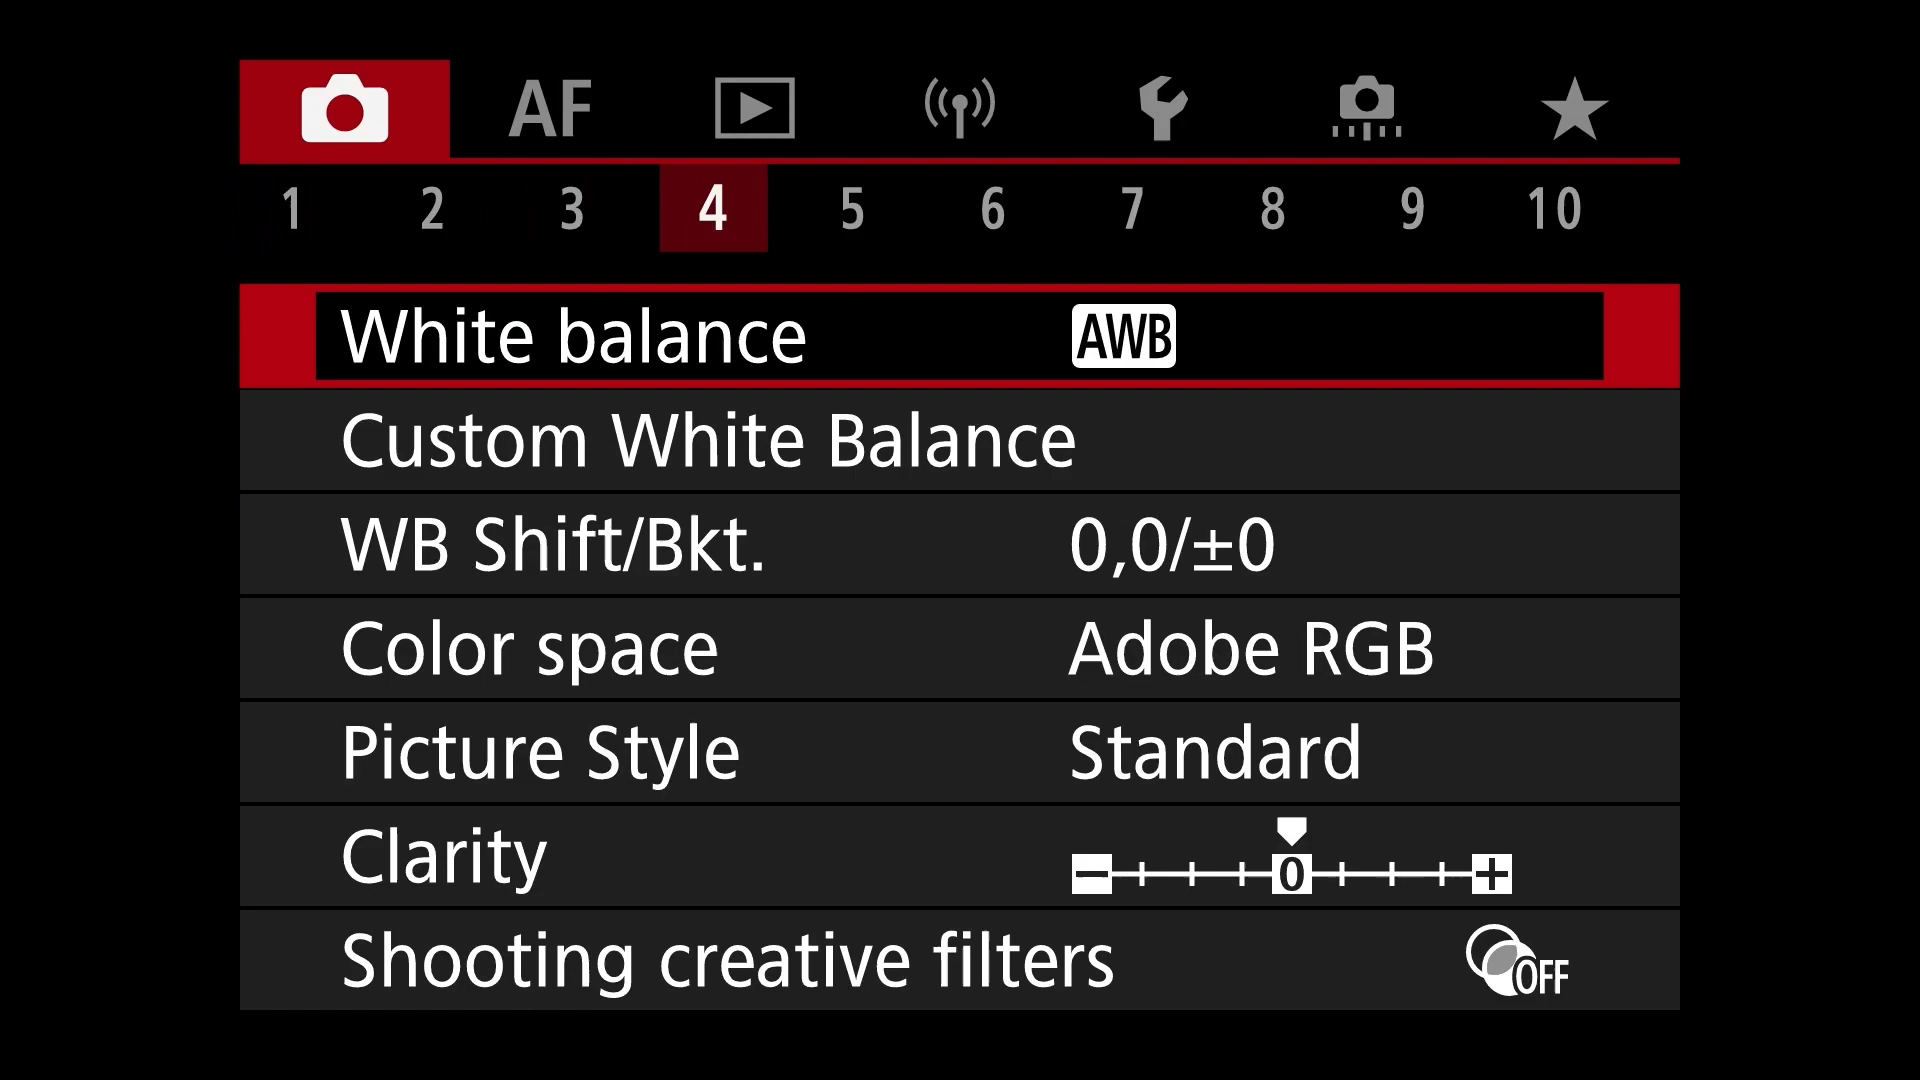 AF
1 2 3 4 5 6 7 8 9 10
White balance AWB
Custom White Balance
WB Shift/Bkt. 0,0/±0
Color space Adobe RGB
Picture Style Standard
Clarity − 0 +
Shooting creative filters OFF